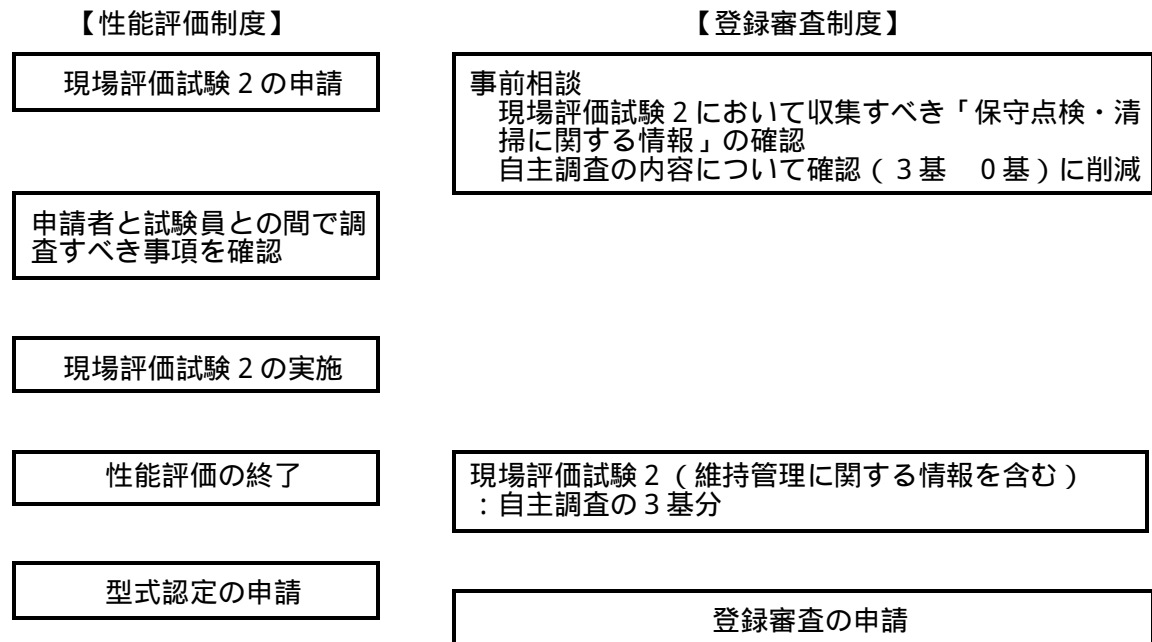 【性能評価制度】
現場評価試験２の申請
申請者と試験員との間で調
査すべき事項を確認
現場評価試験２の実施
性能評価の終了
型式認定の申請
【登録審査制度】
事前相談
現場評価試験２において収集すべき「保守点検・清
掃に関する情報」の確認
自主調査の内容について確認（３基　０基）に削減
現場評価試験２（維持管理に関する情報を含む）
：自主調査の３基分
登録審査の申請